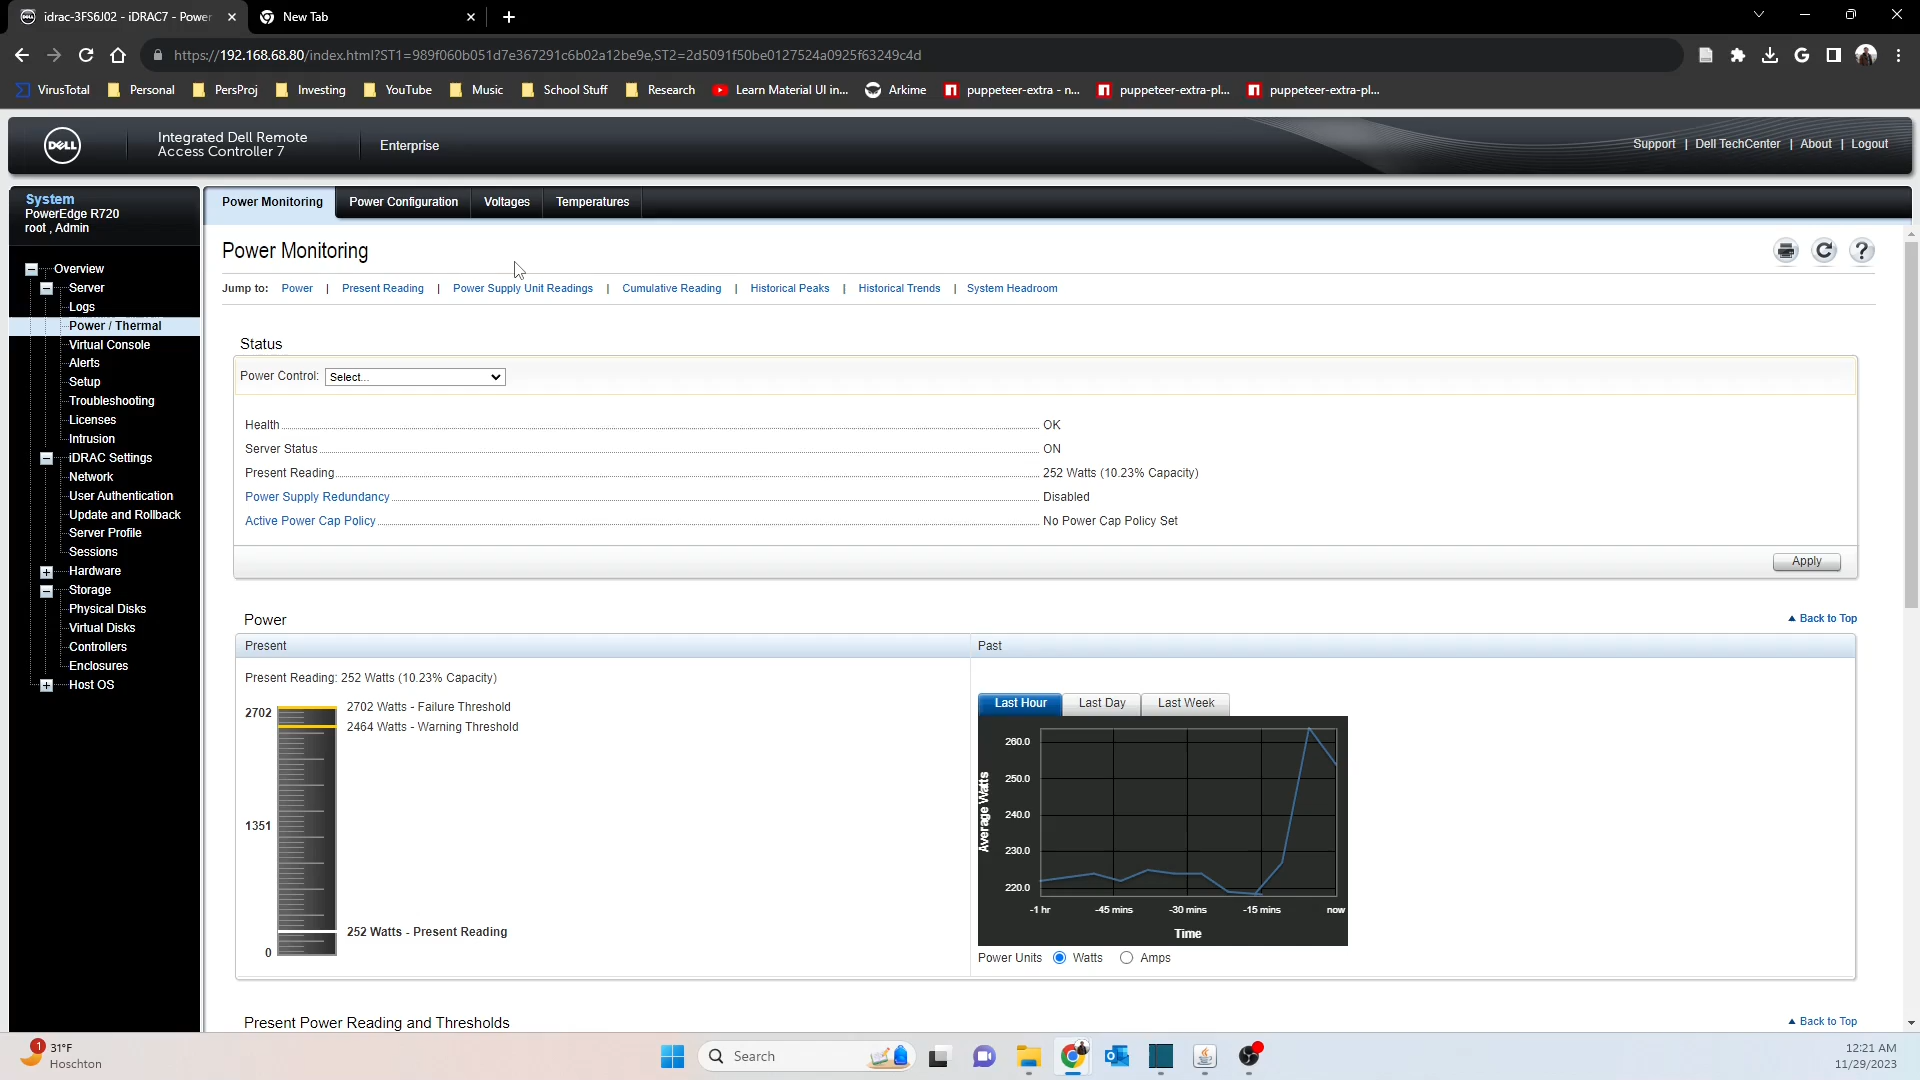 idrac-3FS6J02 - iDRAC7 - Power
New Tab
https://192.168.68.80/index.html?ST1=989f060b051d7e367291c6b02a12be9e,ST2=2d5091f50be0127524a0925f63249c4d
VirusTotal
Personal
PersProj
Investing
YouTube
Music
School Stuff
Research
Learn Material UI in...
Arkime
puppeteer-extra - n...
puppeteer-extra-pl...
puppeteer-extra-pl...
DELL
Integrated Dell Remote
Access Controller 7
Enterprise
Support | Dell TechCenter | About | Logout
System
PowerEdge R720
root , Admin
Overview
Server
Logs
Power / Thermal
Virtual Console
Alerts
Setup
Troubleshooting
Licenses
Intrusion
iDRAC Settings
Network
User Authentication
Update and Rollback
Server Profile
Sessions
Hardware
Storage
Physical Disks
Virtual Disks
Controllers
Enclosures
Host OS
Power Monitoring
Power Configuration
Voltages
Temperatures
Power Monitoring
Jump to: Power | Present Reading | Power Supply Unit Readings | Cumulative Reading | Historical Peaks | Historical Trends | System Headroom
Status
Power Control: Select...
Health OK
Server Status ON
Present Reading 252 Watts (10.23% Capacity)
Power Supply Redundancy Disabled
Active Power Cap Policy No Power Cap Policy Set
Apply
Power
Back to Top
Present
Past
Present Reading: 252 Watts (10.23% Capacity)
2702
2702 Watts - Failure Threshold
2464 Watts - Warning Threshold
1351
252 Watts - Present Reading
0
Last Hour
Last Day
Last Week
260.0
250.0
240.0
230.0
220.0
Average Watts
-1 hr
-45 mins
-30 mins
-15 mins
now
Time
Power Units Watts Amps
Present Power Reading and Thresholds
Back to Top
1
31°F
Hoschton
Search
12:21 AM
11/29/2023